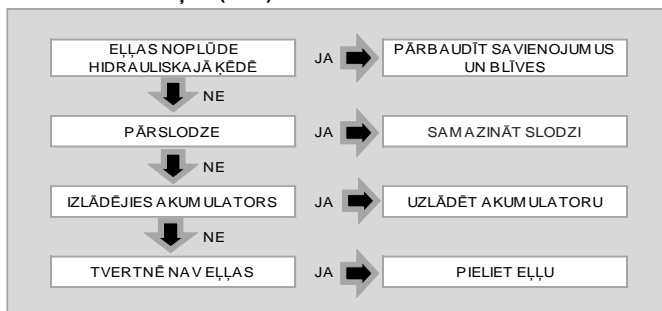 EĻĻAS NOPLŪDE
HIDRAULISKAJĀ ĶĒDĒ
JA
PĀRBAUDĪT SAVIENOJUMUS
UN BLĪVES
NE
PĀRSLODZE
JA
SAMAZINĀT SLODZI
NE
IZLĀDĒJIES AKUMULATORS
JA
UZLĀDĒT AKUMULATORU
NE
TVERTNĒ NAV EĻĻAS
JA
PIELIET EĻĻU